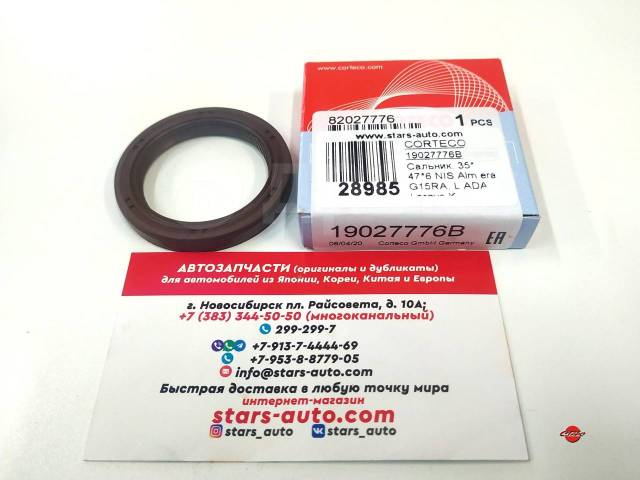 www.corteco.com
82027776
1 PCS
www.stars-auto.com
CORTECO
19027776B
Сальник. 35*
47*6 NIS Alm era
G15RA, L ADA
28985
19027776B
06/04/20 Corteco GmbH Germany
EAC
АВТОЗАПЧАСТИ (оригиналы и дубликаты)
для автомобилей из Японии, Кореи, Китая и Европы
г. Новосибирск пл. Райсовета, д. 10А;
+7 (383) 344-50-50 (многоканальный)
299-299-7
+7-913-7-4444-69
+7-953-8-8779-05
info@stars-auto.com
Быстрая доставка в любую точку мира
интернет-магазин
stars-auto.com
stars_auto stars_auto